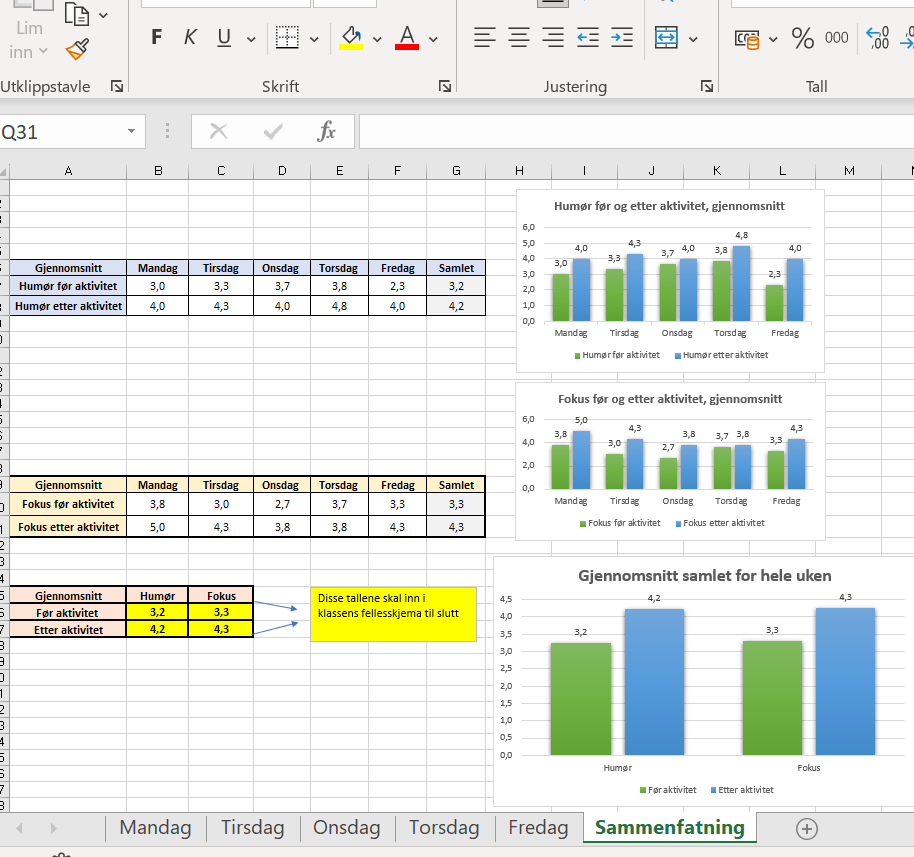 Lim
inn
F K U A
% 000 ←0 ,00
Utklippstavle Skrift Justering Tall
Q31 fx
A B C D E F G H I J K L M
Humør før og etter aktivitet, gjennomsnitt
6,0
5,0
4,0
3,0
2,0
1,0
0,0
3,0 4,0 3,3 4,3 3,7 4,0 3,8 4,8 2,3 4,0
Mandag Tirsdag Onsdag Torsdag Fredag
Humør før aktivitet Humør etter aktivitet
Gjennomsnitt Mandag Tirsdag Onsdag Torsdag Fredag Samlet
Humør før aktivitet 3,0 3,3 3,7 3,8 2,3 3,2
Humør etter aktivitet 4,0 4,3 4,0 4,8 4,0 4,2
Fokus før og etter aktivitet, gjennomsnitt
6,0
4,0
2,0
0,0
3,8 5,0 3,0 4,3 2,7 3,8 3,7 3,8 3,3 4,3
Mandag Tirsdag Onsdag Torsdag Fredag
Fokus før aktivitet Fokus etter aktivitet
Gjennomsnitt Mandag Tirsdag Onsdag Torsdag Fredag Samlet
Fokus før aktivitet 3,8 3,0 2,7 3,7 3,3 3,3
Fokus etter aktivitet 5,0 4,3 3,8 3,8 4,3 4,3
Gjennomsnitt Humør Fokus
Før aktivitet 3,2 3,3
Etter aktivitet 4,2 4,3
Disse tallene skal inn i
klassens fellesskjema til slutt
Gjennomsnitt samlet for hele uken
4,5
4,0
3,5
3,0
2,5
2,0
1,5
1,0
0,5
0,0
3,2 4,2 3,3 4,3
Humør Fokus
Før aktivitet Etter aktivitet
Mandag Tirsdag Onsdag Torsdag Fredag Sammenfatning